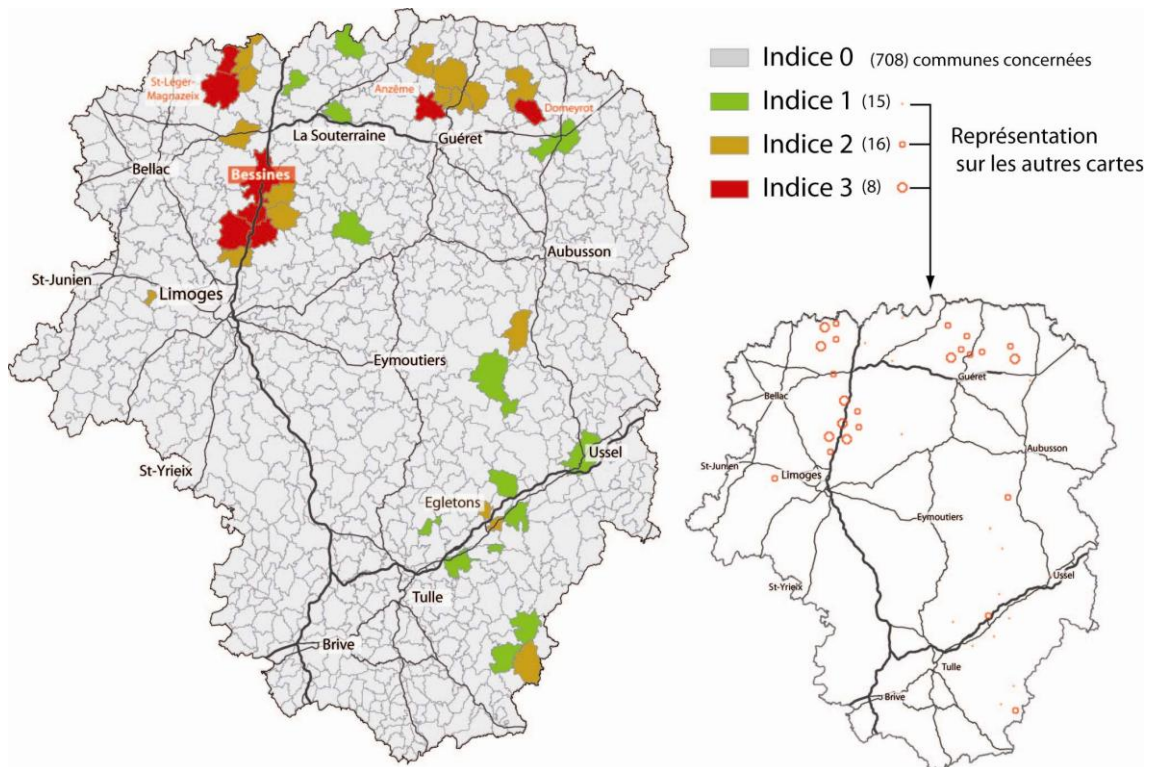 St-Léger-
Magnazeix
Anzême
Domeyrot
La Souterraine
Guéret
Bellac
Bessines
Aubusson
St-Junien
Limoges
Eymoutiers
St-Yrieix
Ussel
Egletons
Tulle
Brive
Indice 0 (708) communes concernées
Indice 1 (15)
Indice 2 (16)
Indice 3 (8)
Représentation
sur les autres cartes
Guéret
Bellac
Aubusson
St-Junien
Limoges
Eymoutiers
St-Yrieix
Ussel
Tulle
Brive